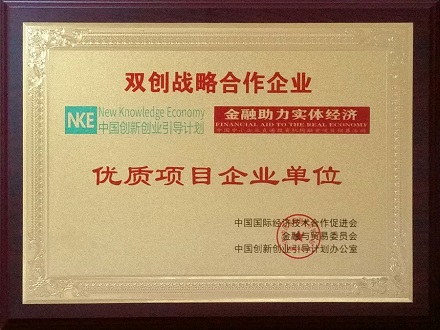 双创战略合作企业
NKE
New Knowledge Economy
中国创新创业引导计划
金融助力实体经济
FINANCIAL AID TO THE REAL ECONOMY
优质项目企业单位
中国国际经济技术合作促进会
金融与贸易委员会
中国创新创业引导计划办公室